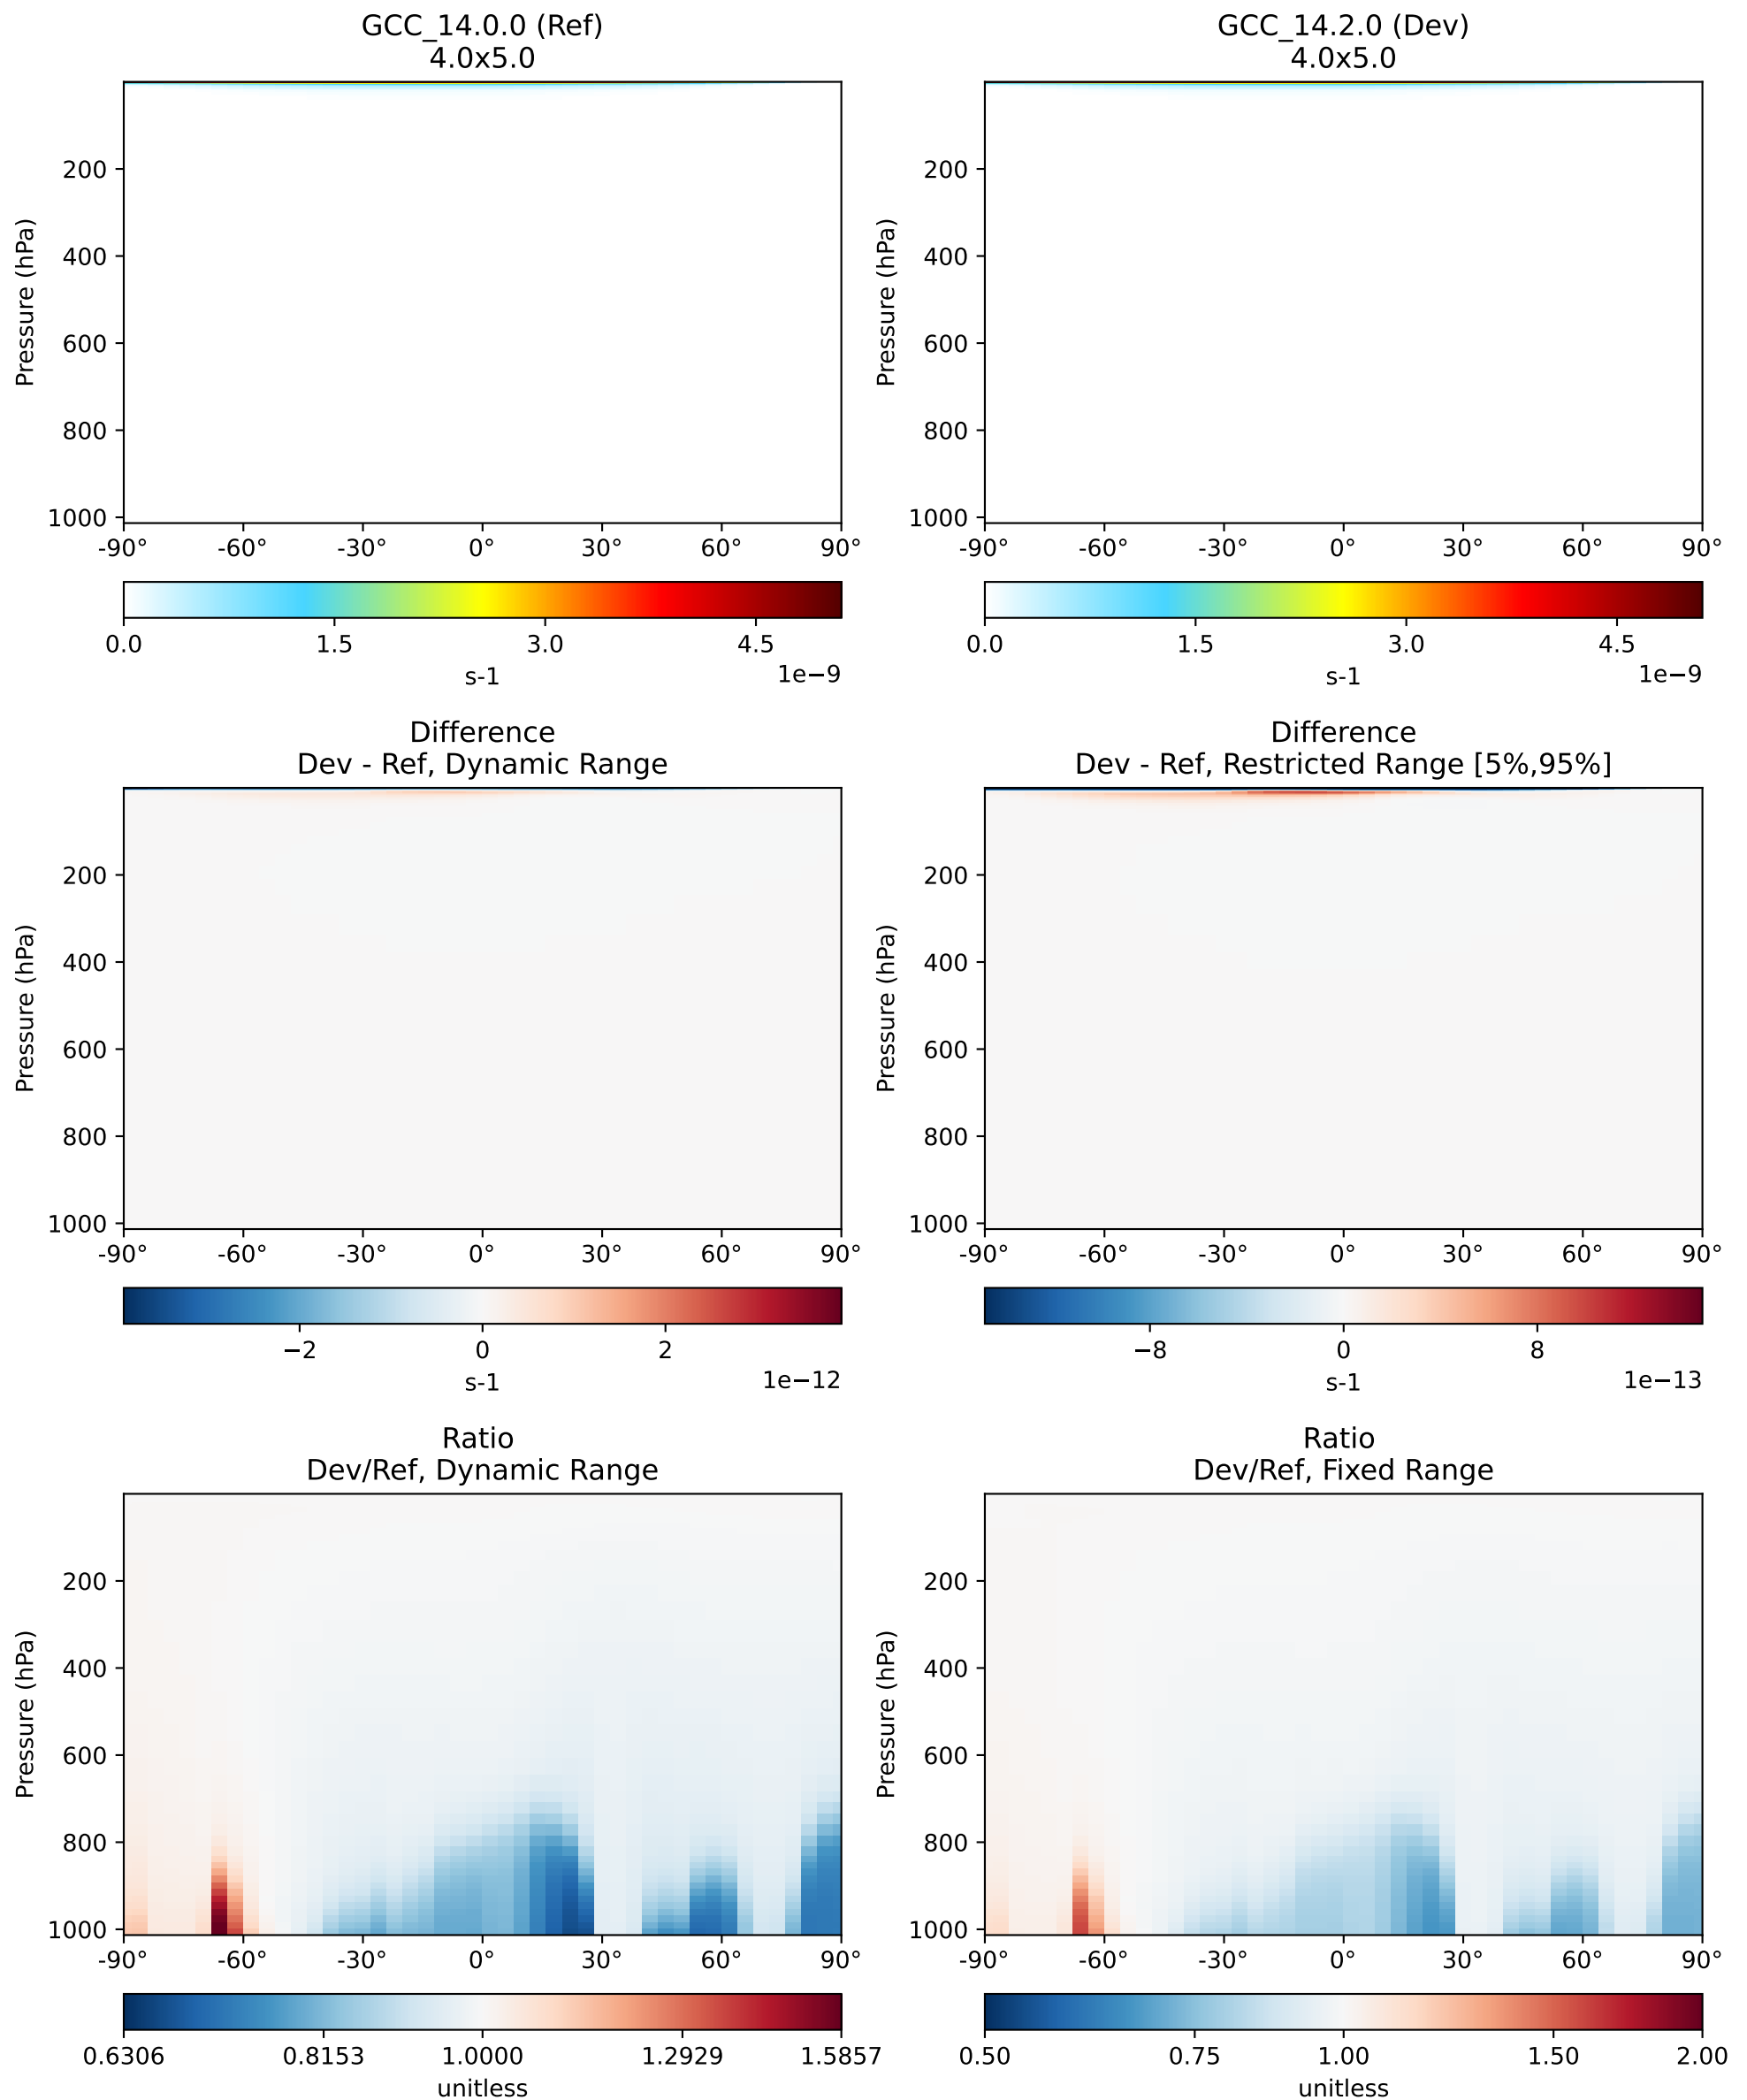 GCC_14.0.0 (Ref)
4.0x5.0
Pressure (hPa)
200
400
600
800
1000
-90° -60° -30° 0° 30° 60° 90°
0.0 1.5 3.0 4.5
s-1
1e−9
GCC_14.2.0 (Dev)
4.0x5.0
Pressure (hPa)
200
400
600
800
1000
-90° -60° -30° 0° 30° 60° 90°
0.0 1.5 3.0 4.5
s-1
1e−9
Difference
Dev - Ref, Dynamic Range
Pressure (hPa)
200
400
600
800
1000
-90° -60° -30° 0° 30° 60° 90°
−2 0 2
s-1
1e−12
Difference
Dev - Ref, Restricted Range [5%,95%]
Pressure (hPa)
200
400
600
800
1000
-90° -60° -30° 0° 30° 60° 90°
−8 0 8
s-1
1e−13
Ratio
Dev/Ref, Dynamic Range
Pressure (hPa)
200
400
600
800
1000
-90° -60° -30° 0° 30° 60° 90°
0.6306 0.8153 1.0000 1.2929 1.5857
unitless
Ratio
Dev/Ref, Fixed Range
Pressure (hPa)
200
400
600
800
1000
-90° -60° -30° 0° 30° 60° 90°
0.50 0.75 1.00 1.50 2.00
unitless